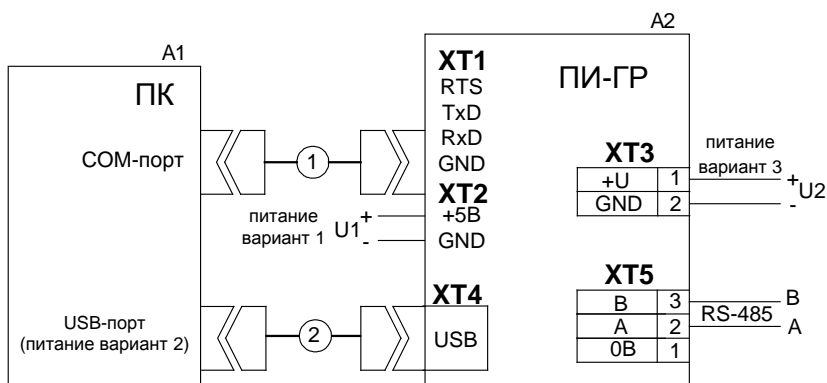 A1
ПК
COM-порт
USB-порт
(питание вариант 2)
1
2
питание
вариант 1
U1
+
-
A2
ПИ-ГР
XT1
RTS
TxD
RxD
GND
XT2
+5В
GND
XT4
USB
XT3
+U 1
GND 2
питание
вариант 3
+
-
U2
XT5
B 3
A 2
0В 1
RS-485
B
A